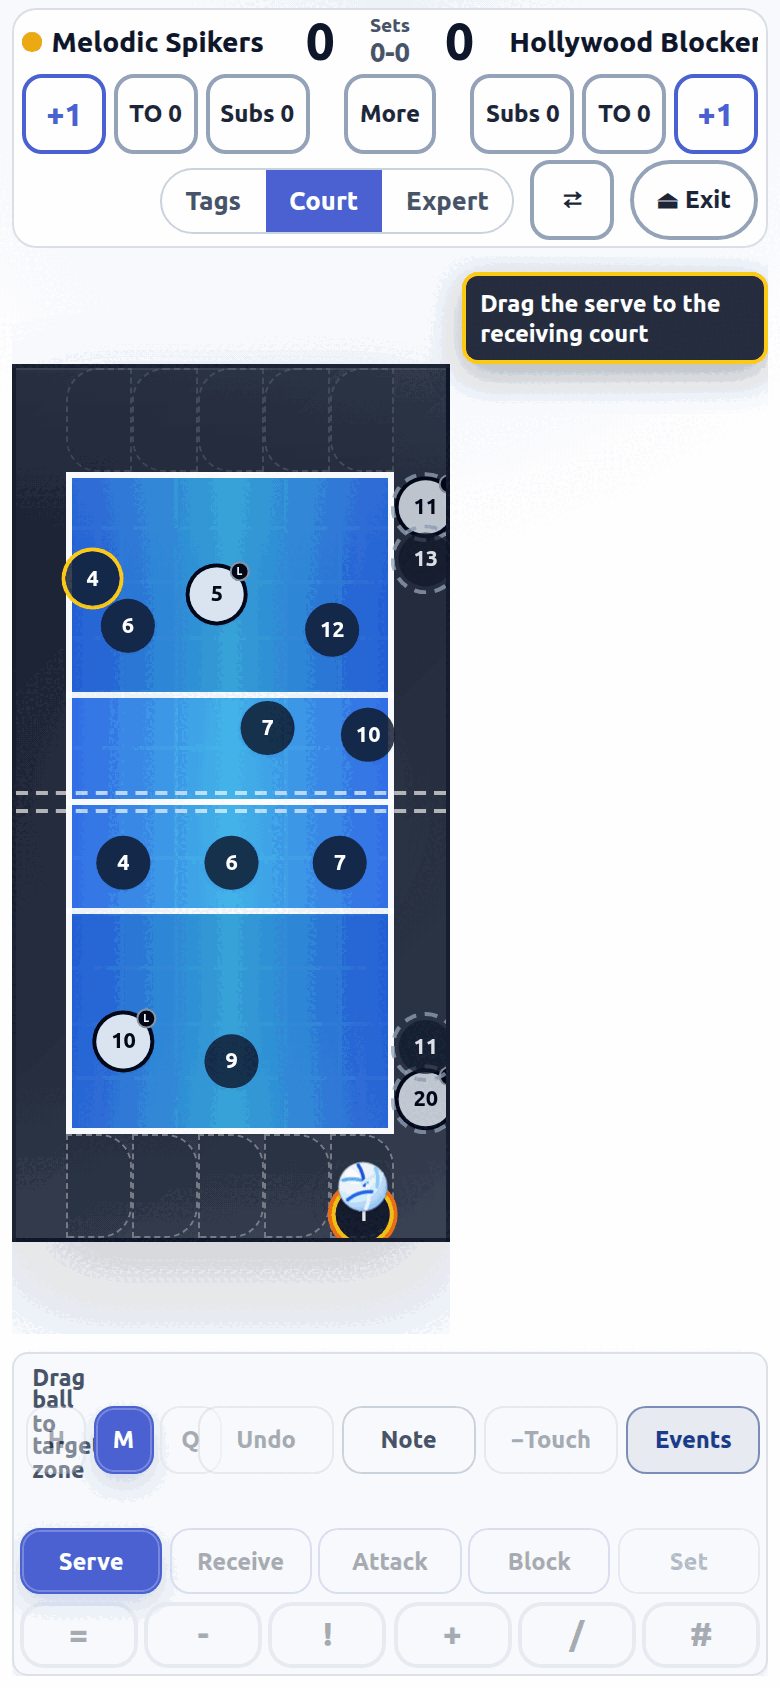 Melodic Spikers 0 Sets 0-0 0 Hollywood Blocker
+1 TO 0 Subs 0 More Subs 0 TO 0 +1
Tags Court Expert ⇄ ⏏ Exit
Drag the serve to the
receiving court
11
13
4
5 L
6
12
7
10
4 6 7
10 L
9
11
20
Drag
ball
to
target
zone
H M Q Undo Note −Touch Events
Serve Receive Attack Block Set
= - ! + / #